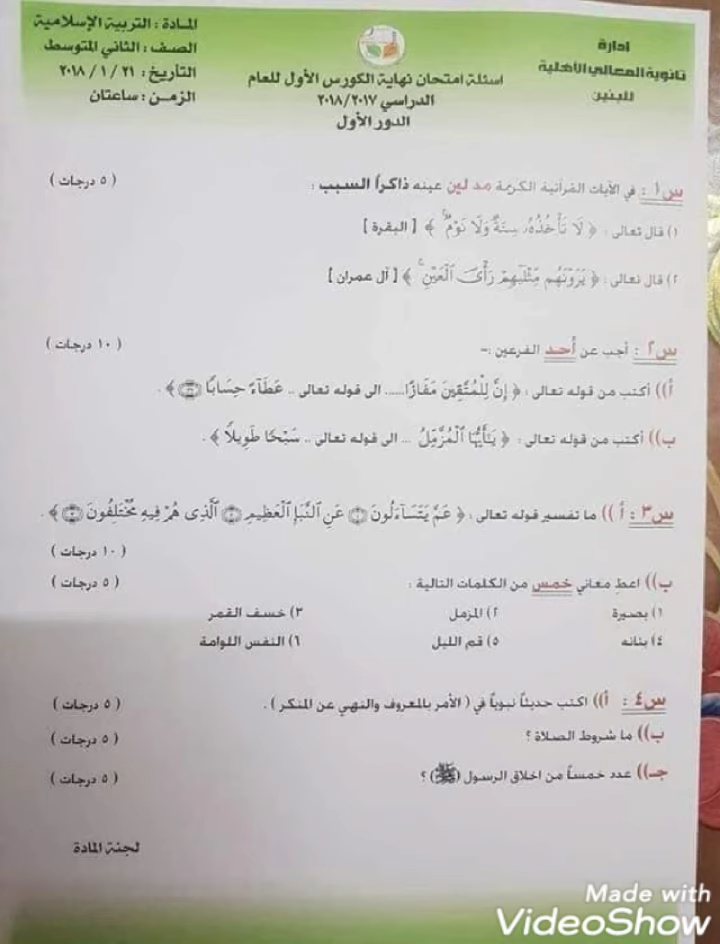 ادارة
ثانوية المعالي الأهلية
للبنين
اسئلة امتحان نهاية الكورس الأول للعام
الدراسي ٢٠١٨/٢٠١٧
الدور الأول
المادة : التربية الإسلامية
الصف : الثاني المتوسط
التاريخ : ٢١ / ١ / ٢٠١٨
الزمن : ساعتان
س١ : في الآيات القرآنية الكريمة مد لين عينه ذاكراً السبب : ( ٥ درجات )
١) قال تعالى : ﴿ لَا تَأْخُذُهُ سِنَةٌ وَلَا نَوْمٌ ۚ ﴾ [ البقرة ]
٢) قال تعالى : ﴿ يَرَوْنَهُم مِّثْلَيْهِمْ رَأْىَ الْعَيْنِ ۚ ﴾ [ آل عمران ]
س٢ : أجب عن أحد الفرعين :- ( ١٠ درجات )
أ)) أكتب من قوله تعالى : ﴿ إِنَّ لِلْمُتَّقِينَ مَفَازًا...... الى قوله تعالى .. عَطَاءً حِسَابًا ﴾ .
ب)) أكتب من قوله تعالى : ﴿ يَا أَيُّهَا الْمُزَّمِّلُ ... الى قوله تعالى .. سَبْحًا طَوِيلًا ﴾ .
س٣ : أ )) ما تفسير قوله تعالى : ﴿ عَمَّ يَتَسَاءَلُونَ ۝ عَنِ النَّبَإِ الْعَظِيمِ ۝ الَّذِي هُمْ فِيهِ مُخْتَلِفُونَ ۝ ﴾ .
( ١٠ درجات )
ب)) اعطِ معاني خمس من الكلمات التالية : ( ٥ درجات )
١) بصيرة ٢) المزمل ٣) خسف القمر
٤) بنانه ٥) قم الليل ٦) النفس اللوامة
س٤ : أ)) اكتب حديثاً نبوياً في ( الأمر بالمعروف والنهي عن المنكر ) . ( ٥ درجات )
ب)) ما شروط الصلاة ؟ ( ٥ درجات )
جـ)) عدد خمساً من اخلاق الرسول (ﷺ) ؟ ( ٥ درجات )
لجنة المادة
Made with
VideoShow